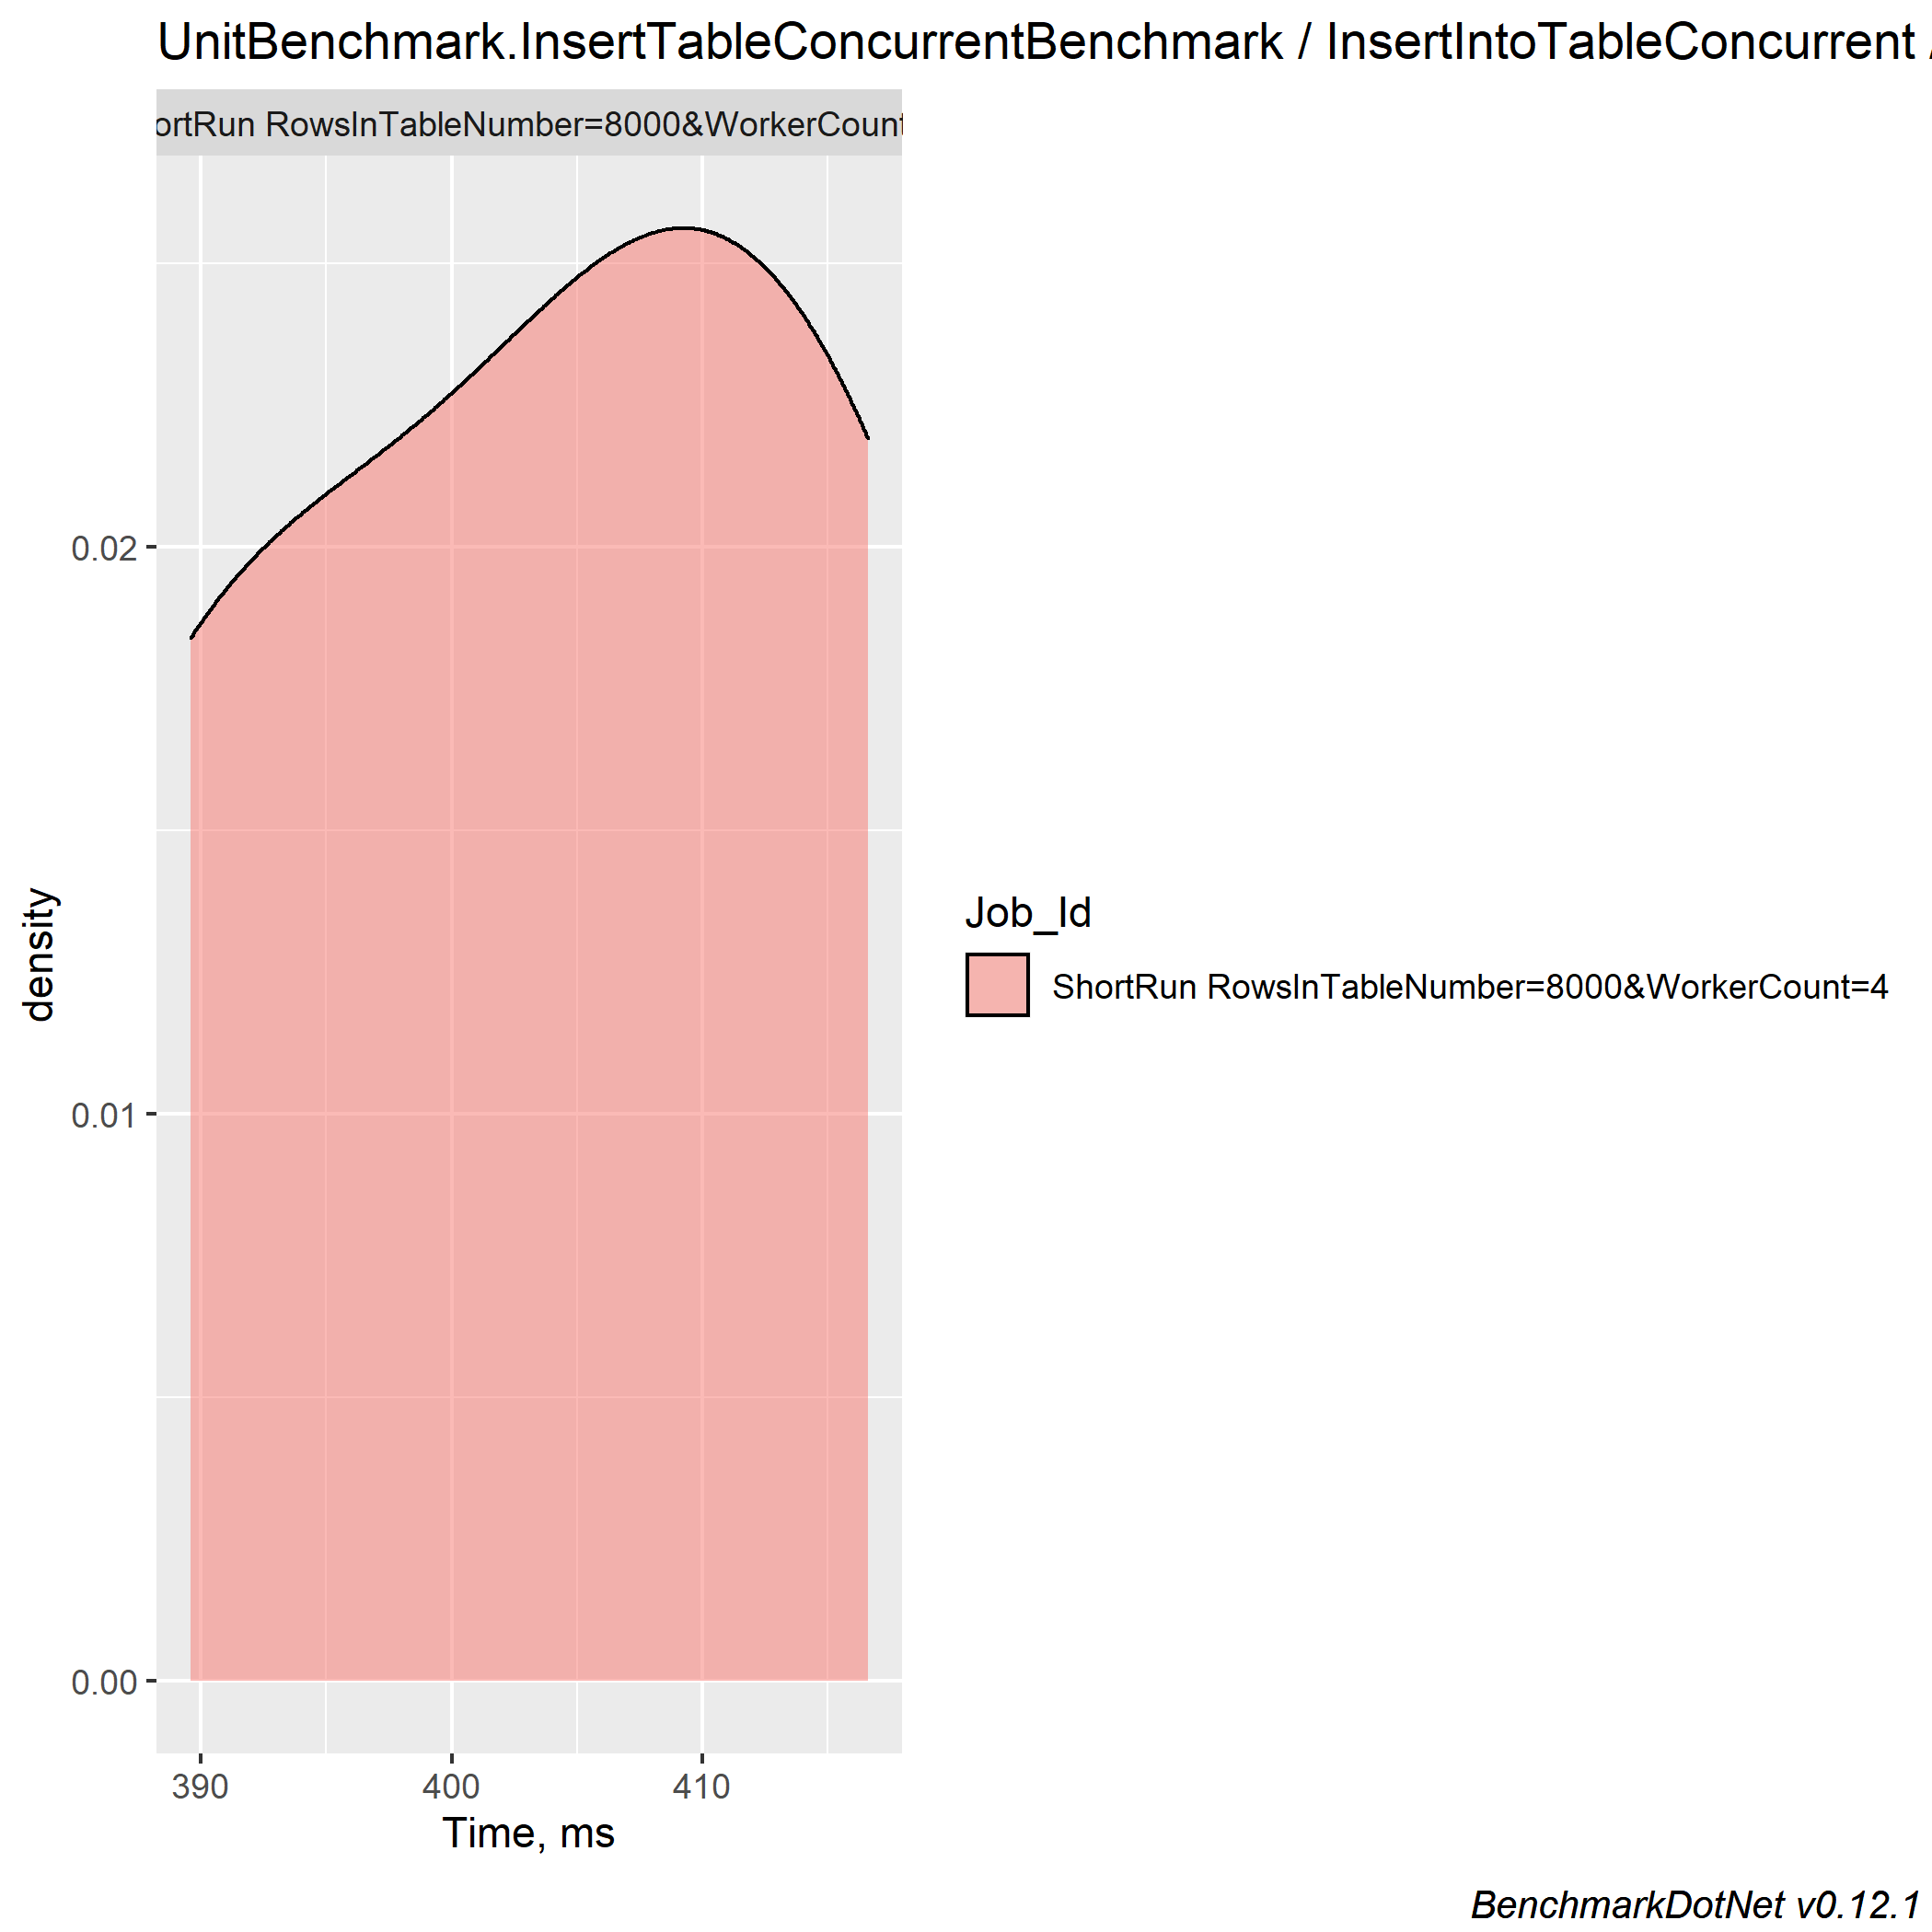 UnitBenchmark.InsertTableConcurrentBenchmark / InsertIntoTableConcurrent /
ortRun RowsInTableNumber=8000&WorkerCount
0.02
0.01
0.00
density
390 400 410
Time, ms
Job_Id
ShortRun RowsInTableNumber=8000&WorkerCount=4
BenchmarkDotNet v0.12.1